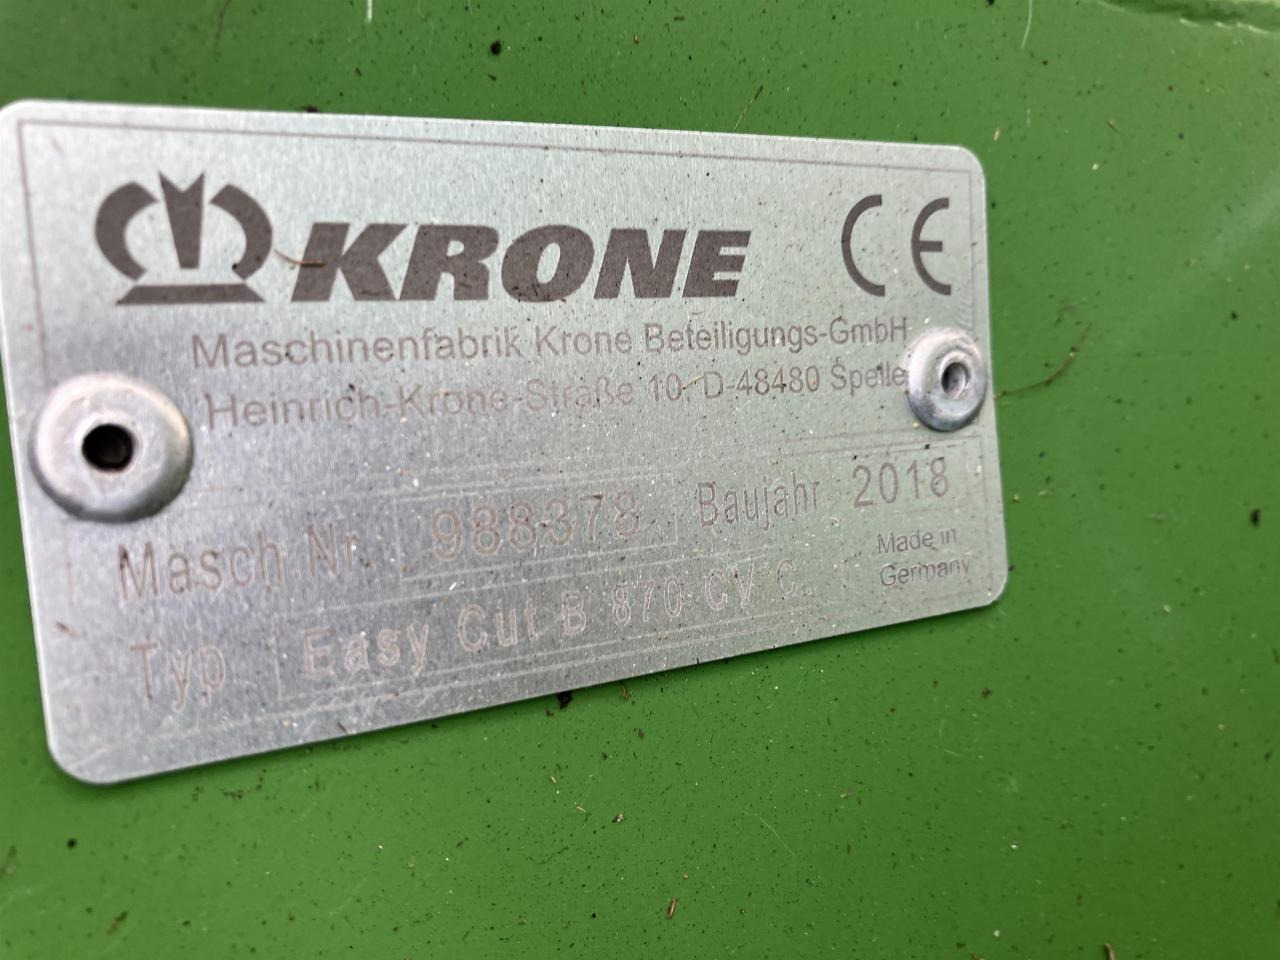 KRONE CE
Maschinenfabrik Krone Beteiligungs-GmbH
Heinrich-Krone-Straße 10, D-48480 Spelle
Masch.Nr. 988378 Baujahr 2018
Made in
Germany
Typ Easy Cut B 870 CV C